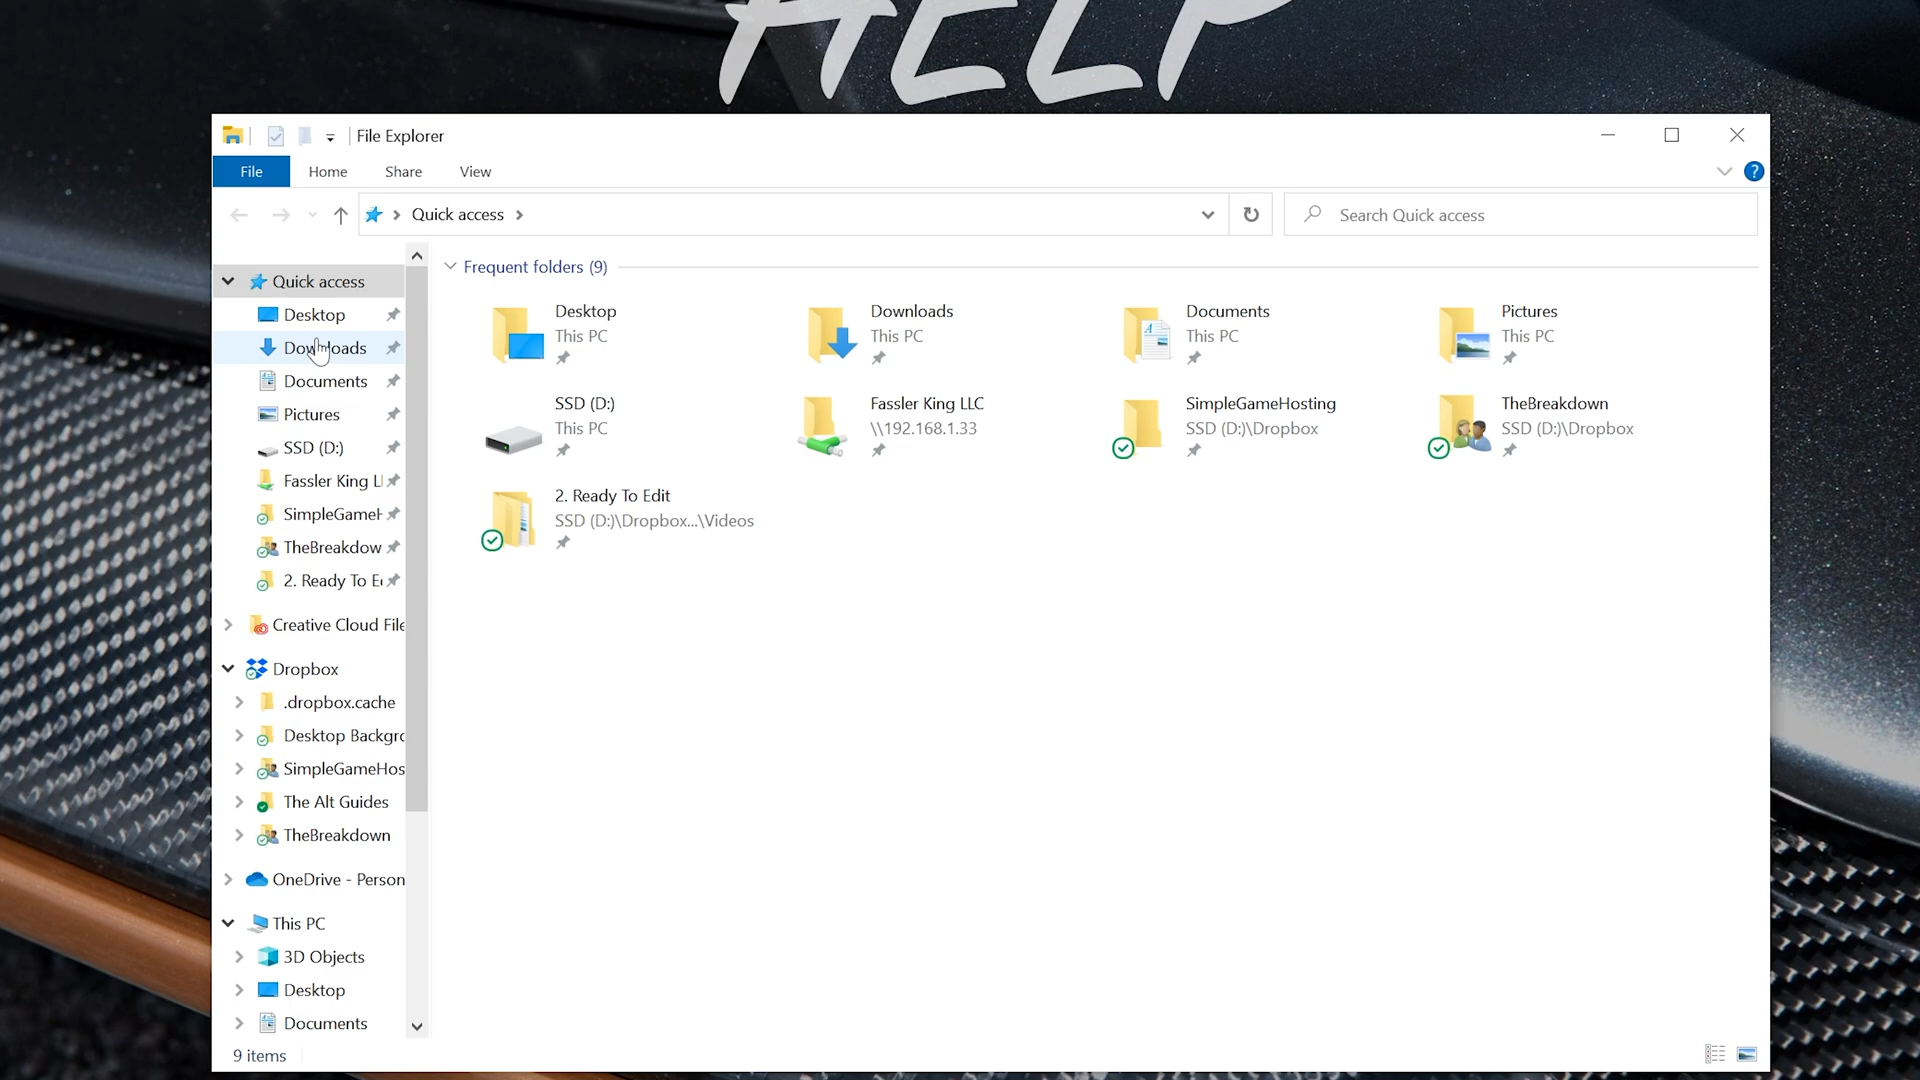 HELP
File Explorer
File Home Share View
Quick access
Search Quick access
Quick access
Desktop
Downloads
Documents
Pictures
SSD (D:)
Fassler King LL
SimpleGameH
TheBreakdow
2. Ready To E
Creative Cloud File
Dropbox
.dropbox.cache
Desktop Backgro
SimpleGameHos
The Alt Guides
TheBreakdown
OneDrive - Person
This PC
3D Objects
Desktop
Documents
Frequent folders (9)
Desktop
This PC
Downloads
This PC
Documents
This PC
Pictures
This PC
SSD (D:)
This PC
Fassler King LLC
\\192.168.1.33
SimpleGameHosting
SSD (D:)\Dropbox
TheBreakdown
SSD (D:)\Dropbox
2. Ready To Edit
SSD (D:)\Dropbox...\Videos
9 items